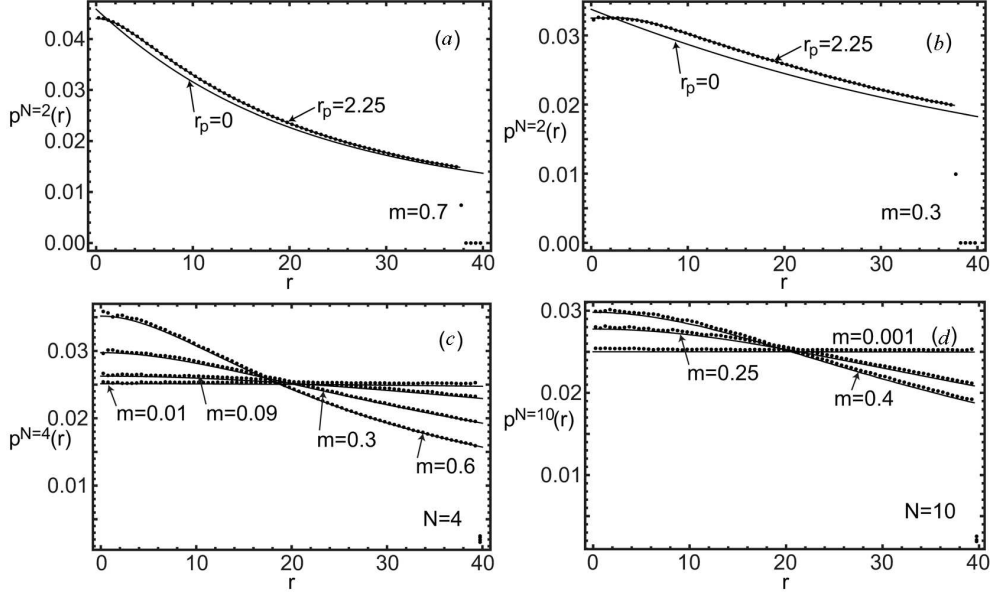 (a)
0.04
0.03
0.02
0.01
0.00
p^{N=2}(r)
r_p=0
r_p=2.25
m=0.7
0 10 20 30 40
r
(b)
0.03
0.02
0.01
0.00
p^{N=2}(r)
r_p=0
r_p=2.25
m=0.3
0 10 20 30 40
r
(c)
0.03
0.02
0.01
p^{N=4}(r)
m=0.01
m=0.09
m=0.3
m=0.6
N=4
0 10 20 30 40
r
m=0.001 (d)
0.03
0.02
0.01
p^{N=10}(r)
m=0.25
m=0.4
N=10
0 10 20 30 40
r